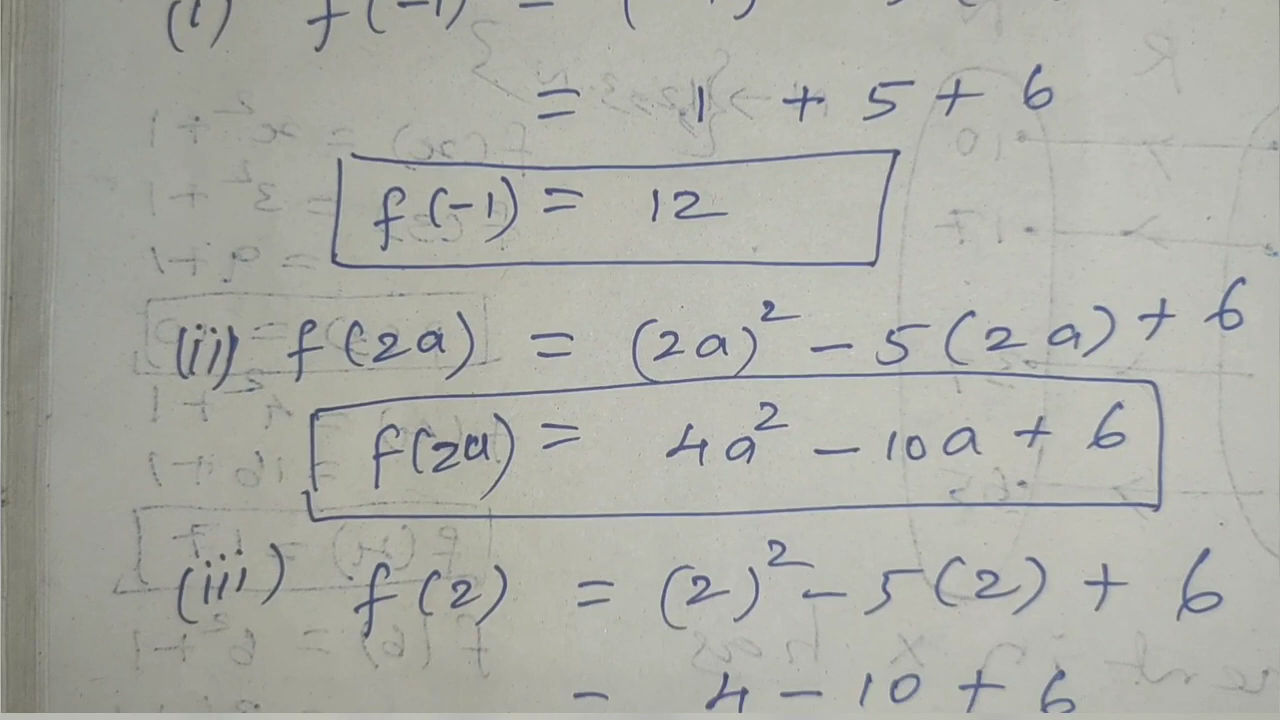 (i) f(-1) =
= 1 + 5 + 6
f(-1) = 12
(ii) f(2a) = (2a)² - 5(2a) + 6
f(2a) = 4a² - 10a + 6
(iii) f(2) = (2)² - 5(2) + 6
= 4 - 10 + 6